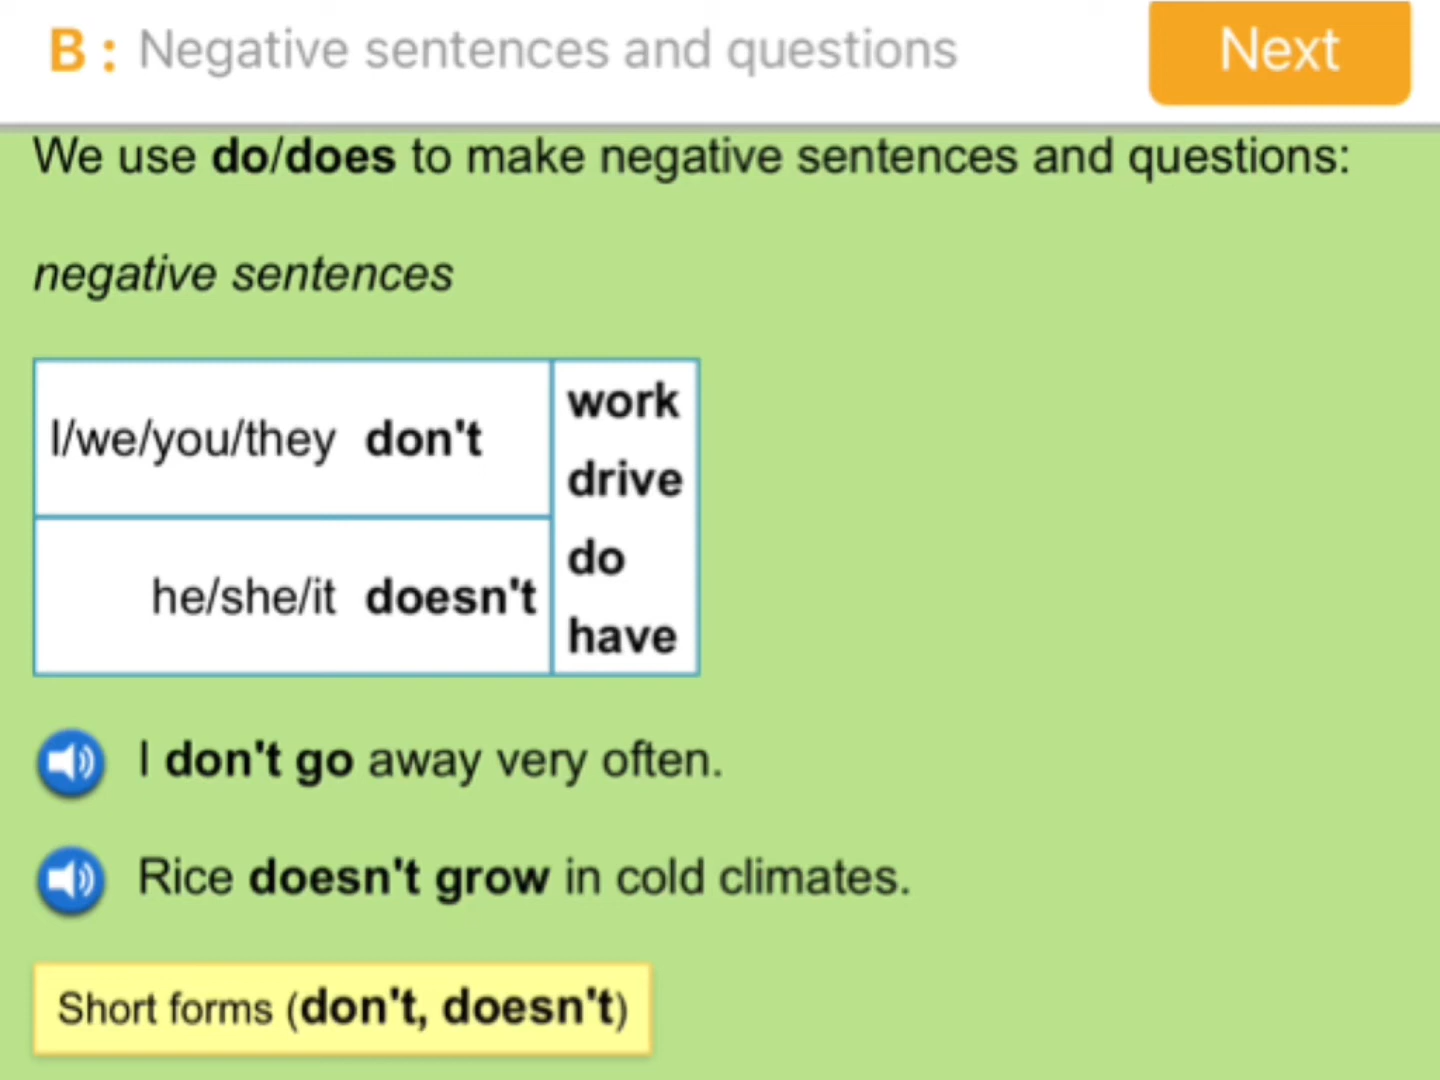 B : Negative sentences and questions
Next
We use do/does to make negative sentences and questions:
negative sentences
I/we/you/they don't
he/she/it doesn't
work
drive
do
have
I don't go away very often.
Rice doesn't grow in cold climates.
Short forms (don't, doesn't)